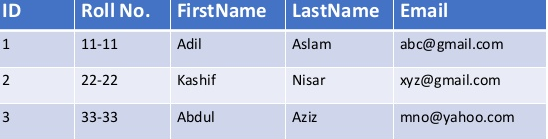 ID Roll No. FirstName LastName Email
1 11-11 Adil Aslam abc@gmail.com
2 22-22 Kashif Nisar xyz@gmail.com
3 33-33 Abdul Aziz mno@yahoo.com